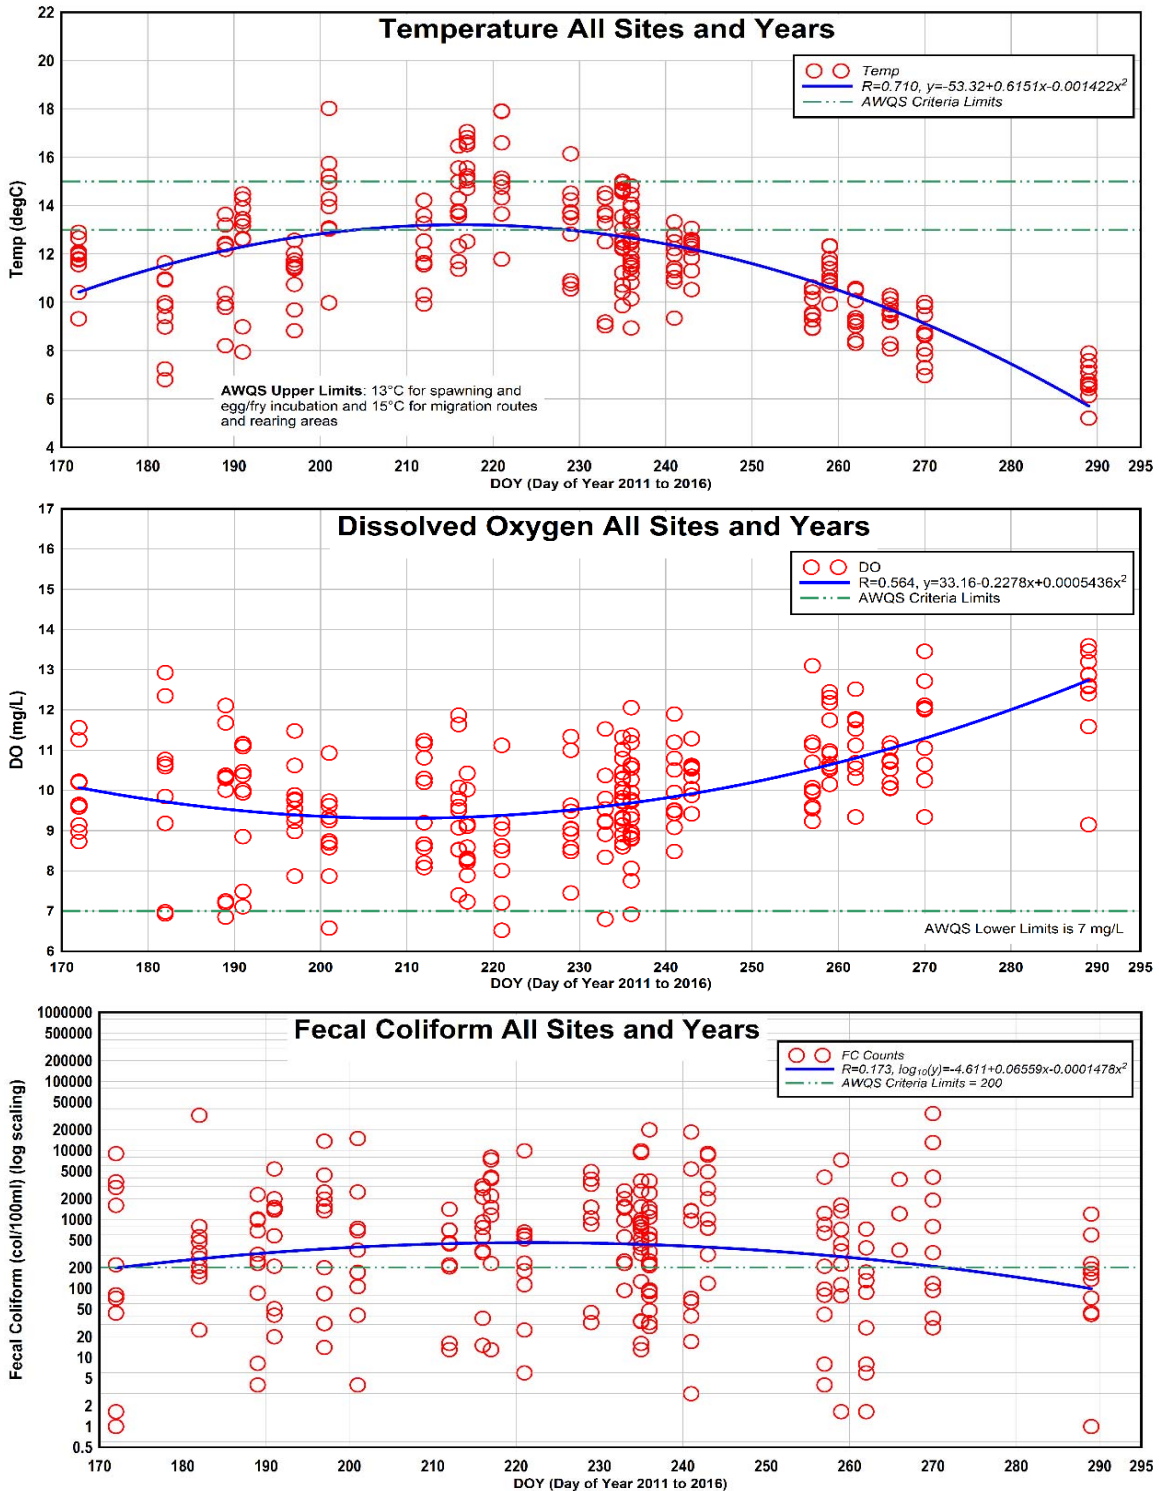 Temperature All Sites and Years
Temp
R=0.710, y=-53.32+0.6151x-0.001422x²
AWQS Criteria Limits
22
20
18
16
14
12
10
8
6
4
Temp (degC)
AWQS Upper Limits: 13°C for spawning and
egg/fry incubation and 15°C for migration routes
and rearing areas
170 180 190 200 210 220 230 240 250 260 270 280 290 295
DOY (Day of Year 2011 to 2016)
Dissolved Oxygen All Sites and Years
DO
R=0.564, y=33.16-0.2278x+0.0005436x²
AWQS Criteria Limits
17
16
15
14
13
12
11
10
9
8
7
6
DO (mg/L)
AWQS Lower Limits is 7 mg/L
170 180 190 200 210 220 230 240 250 260 270 280 290 295
DOY (Day of Year 2011 to 2016)
Fecal Coliform All Sites and Years
FC Counts
R=0.173, log₁₀(y)=-4.611+0.06559x-0.0001478x²
AWQS Criteria Limits = 200
1000000
500000
200000
100000
50000
20000
10000
5000
2000
1000
500
200
100
50
20
10
5
2
1
0.5
Fecal Coliform (col/100ml) (log scaling)
170 190 200 210 220 230 240 250 260 270 280 290 295
DOY (Day of Year 2011 to 2016)